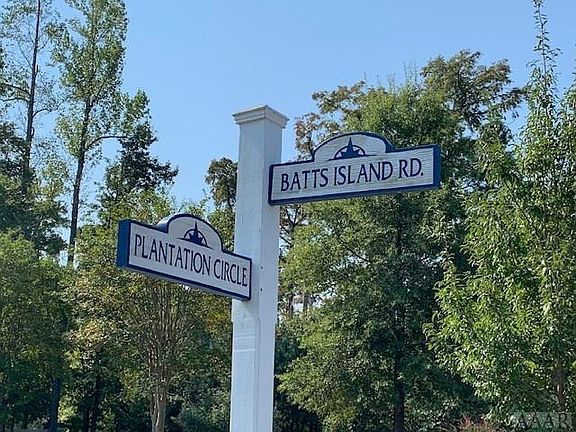 BATTS ISLAND RD.
PLANTATION CIRCLE